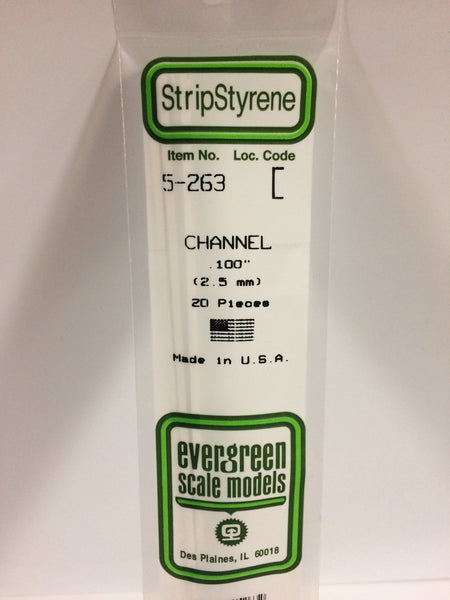 StripStyrene
Item No. Loc. Code
5-263 [
CHANNEL
.100"
(2.5 mm)
20 Pieces
Made in U.S.A.
evergreen
scale models
Des Plaines, IL 60018